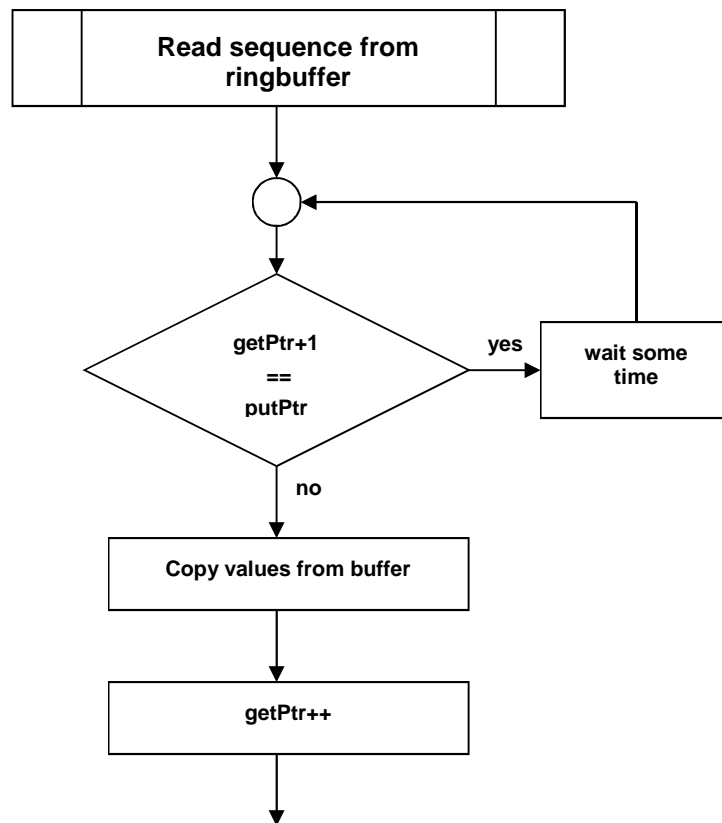 Read sequence from
ringbuffer
getPtr+1
==
putPtr
yes
wait some
time
no
Copy values from buffer
getPtr++